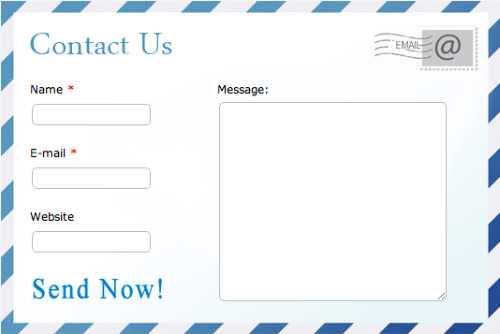 Contact Us
EMAIL @
Name *
E-mail *
Website
Send Now!
Message: